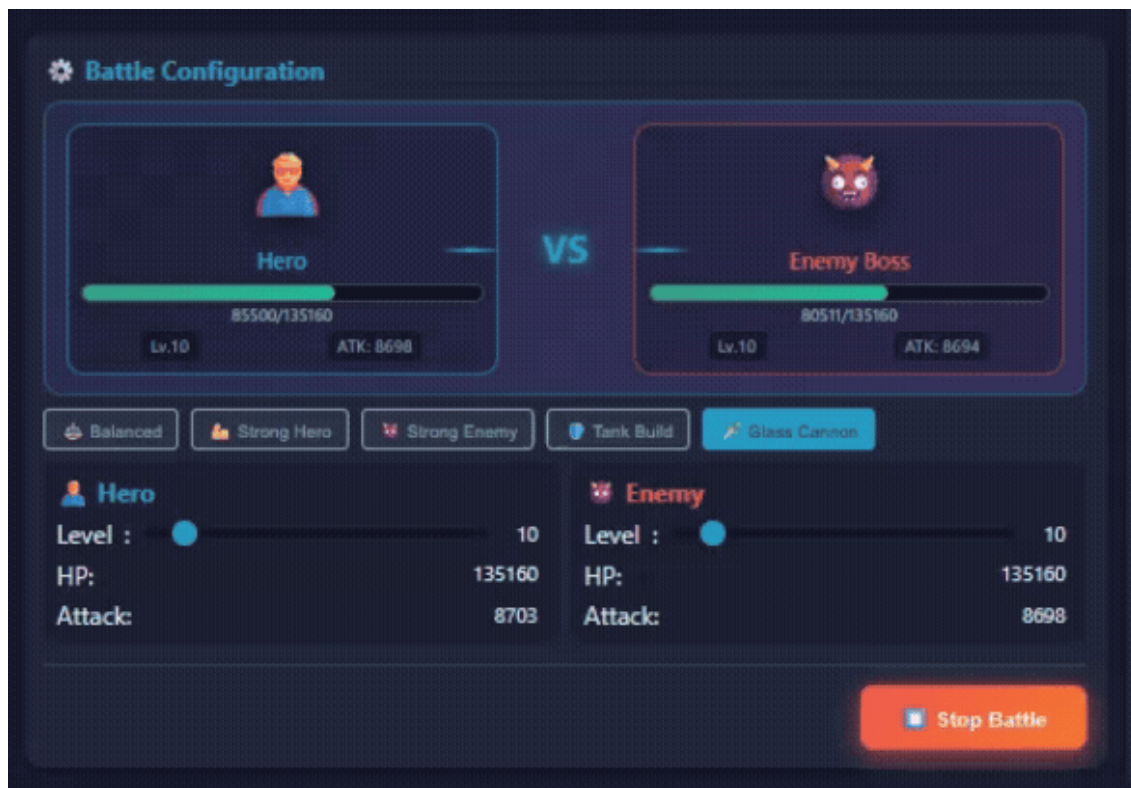 Battle Configuration
Hero
VS
Enemy Boss
85500/135160
80511/135160
Lv.10
ATK: 8698
Lv.10
ATK: 8694
Balanced
Strong Hero
Strong Enemy
Tank Build
Glass Cannon
Hero
Level :
10
HP:
135160
Attack:
8703
Enemy
Level :
10
HP:
135160
Attack:
8698
Stop Battle